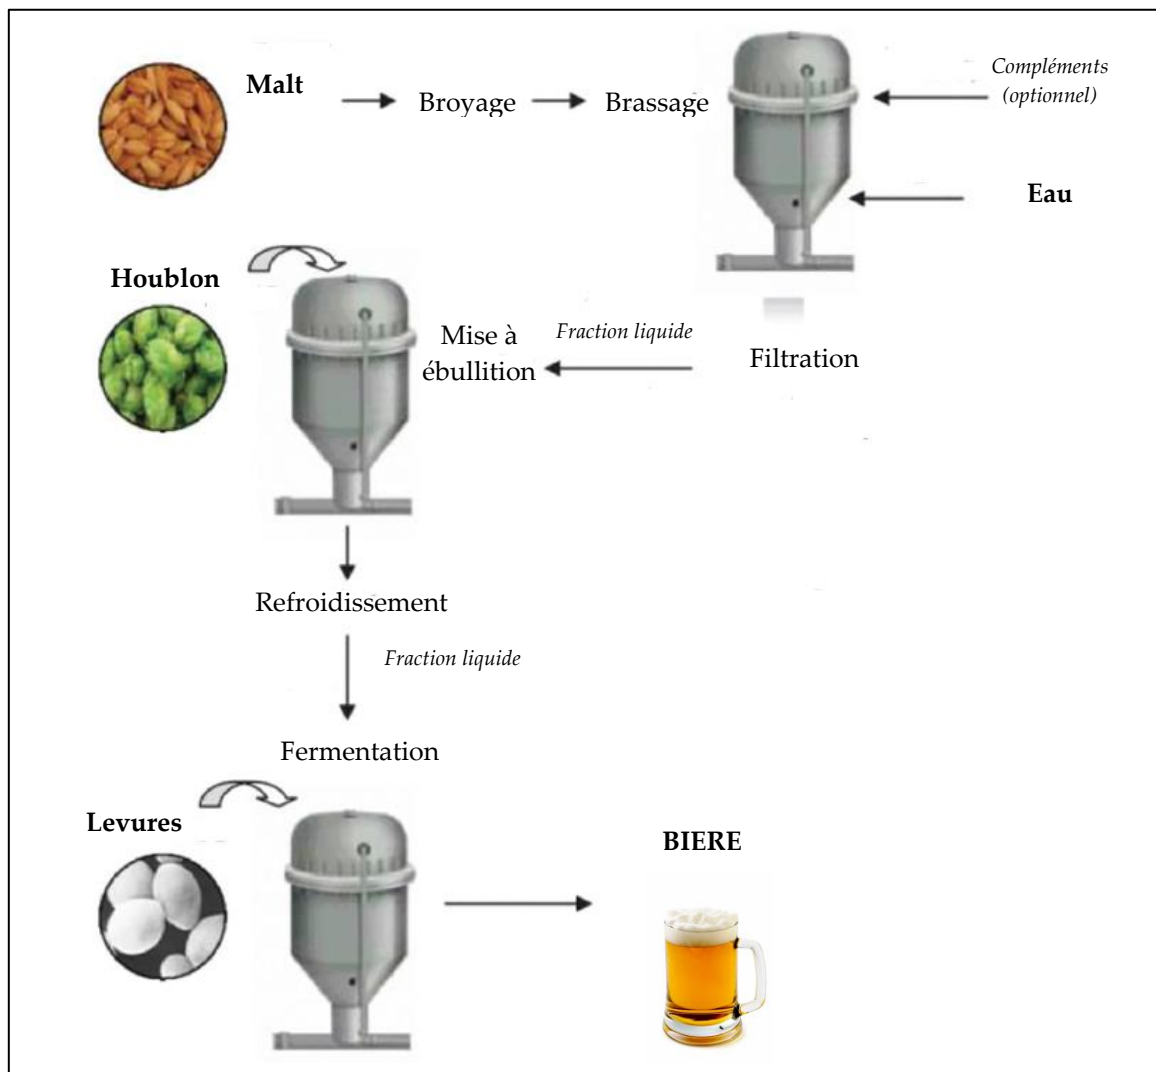 Malt
Broyage
Brassage
Compléments
(optionnel)
Eau
Houblon
Mise à
ébullition
Fraction liquide
Filtration
Refroidissement
Fraction liquide
Fermentation
Levures
BIERE